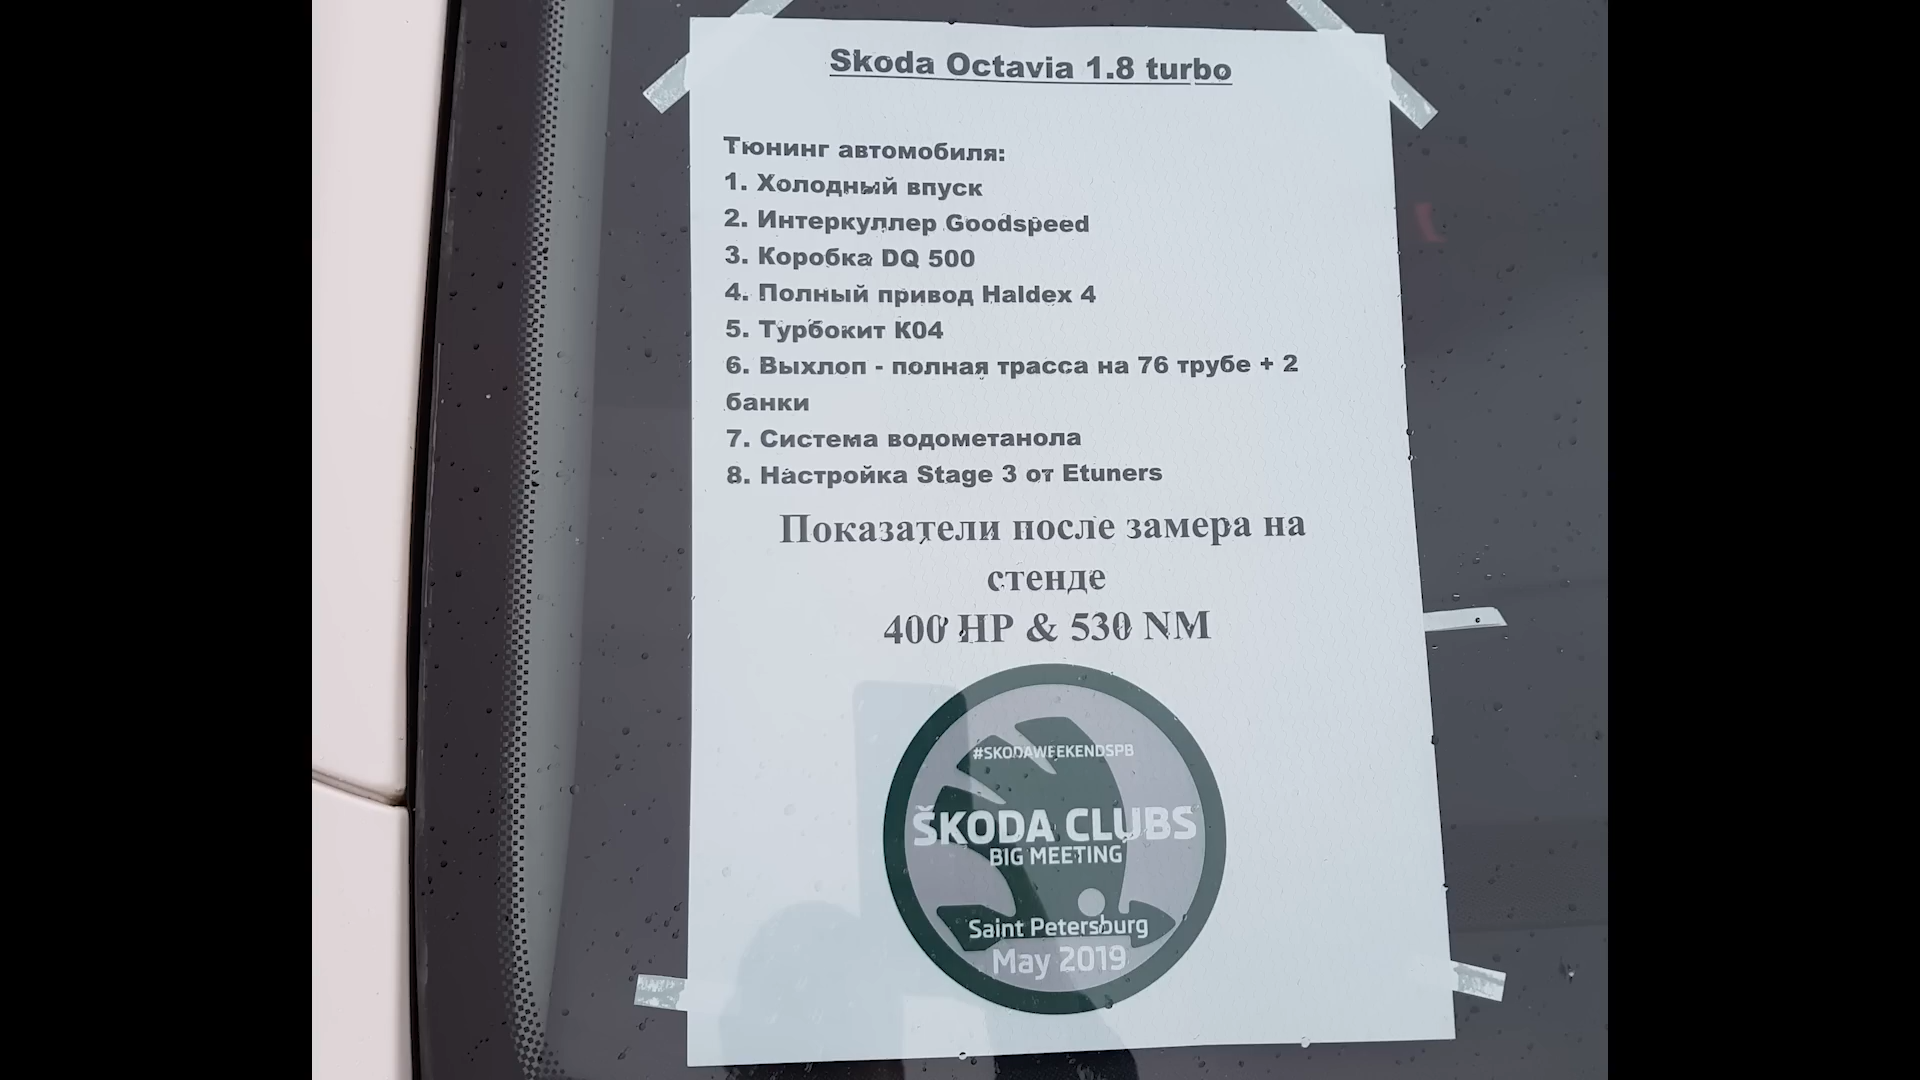 Skoda Octavia 1.8 turbo
Тюнинг автомобиля:
1. Холодный впуск
2. Интеркуллер Goodspeed
3. Коробка DQ 500
4. Полный привод Haldex 4
5. Турбокит К04
6. Выхлоп - полная трасса на 76 трубе + 2
банки
7. Система водометанола
8. Настройка Stage 3 от Etuners
Показатели после замера на
стенде
400 HP & 530 NM
#SKODAWEEKENDSPB
ŠKODA CLUBS
BIG MEETING
Saint Petersburg
May 2019